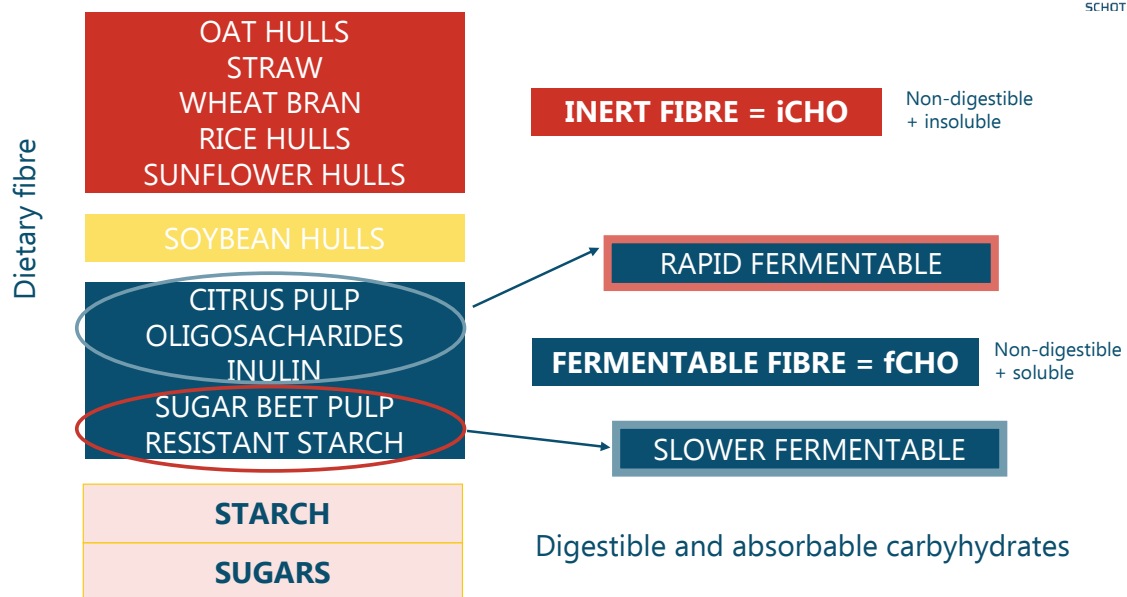 SCHOT
Dietary fibre
OAT HULLS
STRAW
WHEAT BRAN
RICE HULLS
SUNFLOWER HULLS
INERT FIBRE = iCHO
Non-digestible
+ insoluble
SOYBEAN HULLS
RAPID FERMENTABLE
CITRUS PULP
OLIGOSACHARIDES
INULIN
FERMENTABLE FIBRE = fCHO
Non-digestible
+ soluble
SUGAR BEET PULP
RESISTANT STARCH
SLOWER FERMENTABLE
STARCH
SUGARS
Digestible and absorbable carbyhydrates